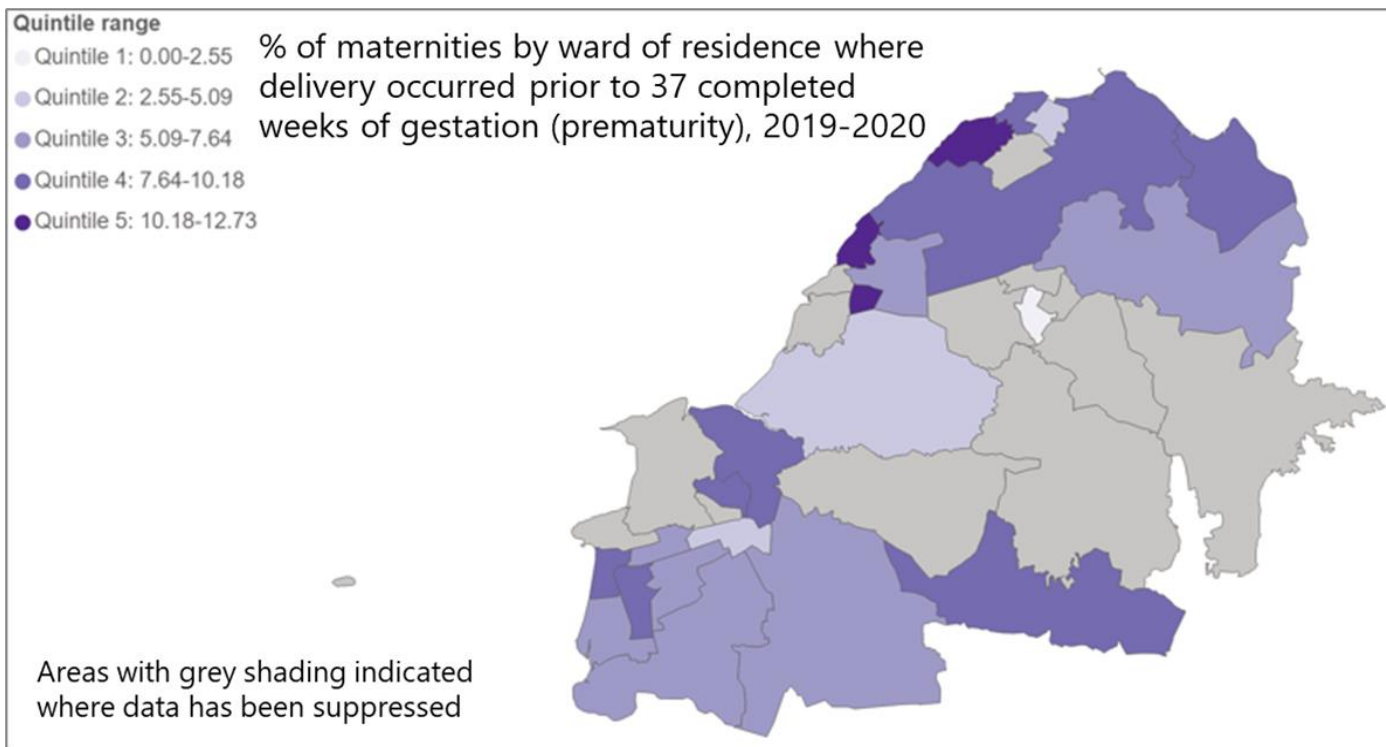 Quintile range
Quintile 1: 0.00-2.55
Quintile 2: 2.55-5.09
Quintile 3: 5.09-7.64
Quintile 4: 7.64-10.18
Quintile 5: 10.18-12.73
% of maternities by ward of residence where
delivery occurred prior to 37 completed
weeks of gestation (prematurity), 2019-2020
Areas with grey shading indicated
where data has been suppressed